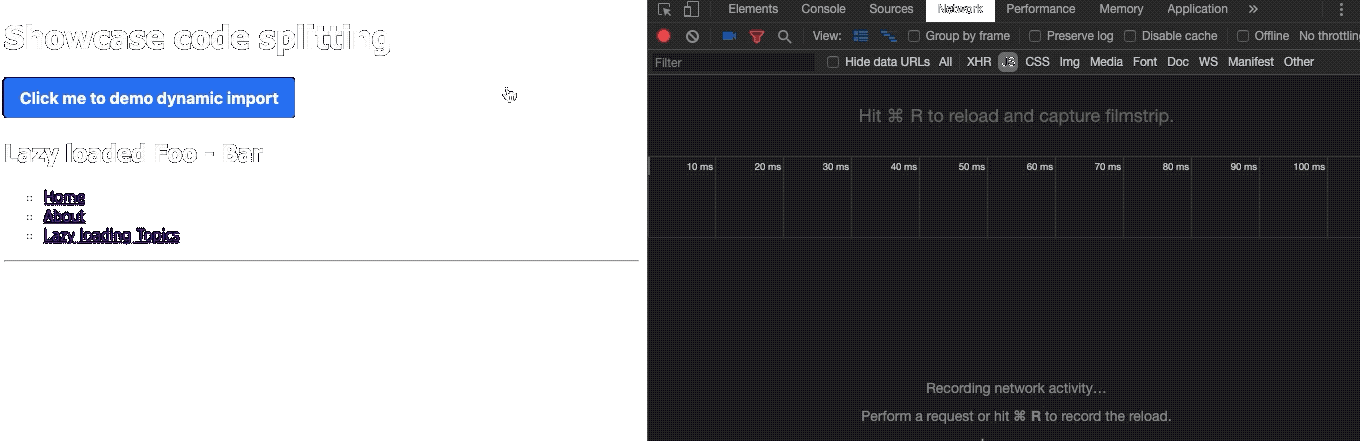 Showcase code splitting
Click me to demo dynamic import
Lazy loaded Foo - Bar
Home
About
Lazy loading Topics
Elements Console Sources Network Performance Memory Application »
View: Group by frame Preserve log Disable cache Offline No throttlin
Filter Hide data URLs All XHR JS CSS Img Media Font Doc WS Manifest Other
Hit ⌘ R to reload and capture filmstrip.
10 ms 20 ms 30 ms 40 ms 50 ms 60 ms 70 ms 80 ms 90 ms 100 ms
Recording network activity…
Perform a request or hit ⌘ R to record the reload.